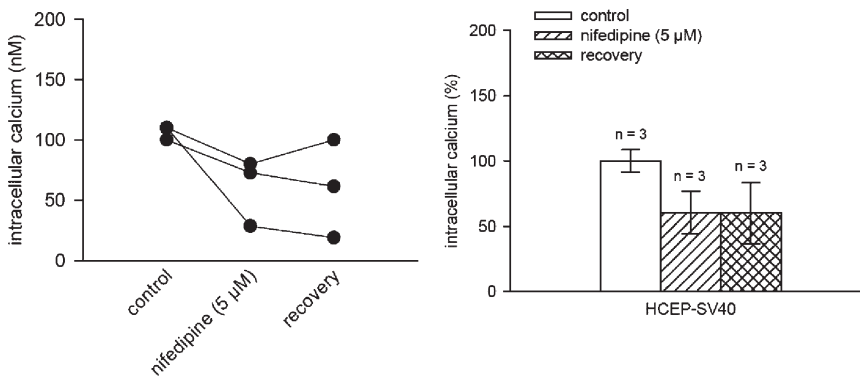 200
150
100
50
0
intracellular calcium (nM)
control
nifedipine (5 µM)
recovery
control
nifedipine (5 µM)
recovery
200
150
100
50
0
intracellular calcium (%)
n = 3
n = 3
n = 3
HCEP-SV40